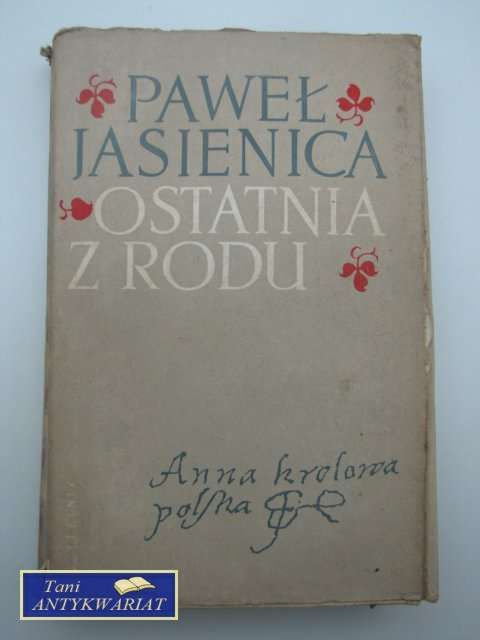 PAWEŁ
JASIENICA
OSTATNIA
Z RODU
Anna krolowa
polska
Tani
ANTYKWARIAT